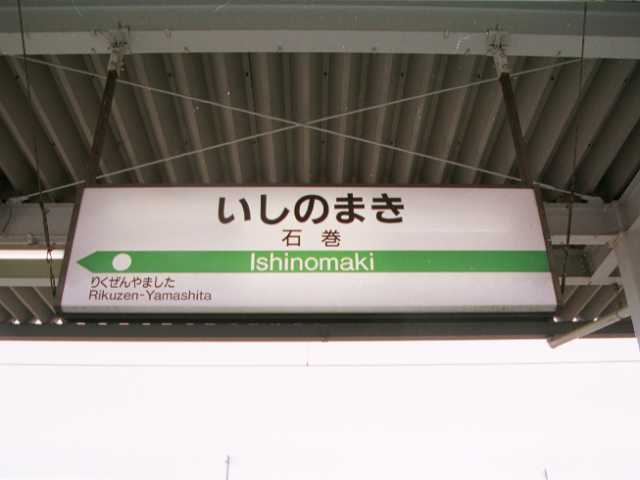 いしのまき
石巻
Ishinomaki
りくぜんやました
Rikuzen-Yamashita